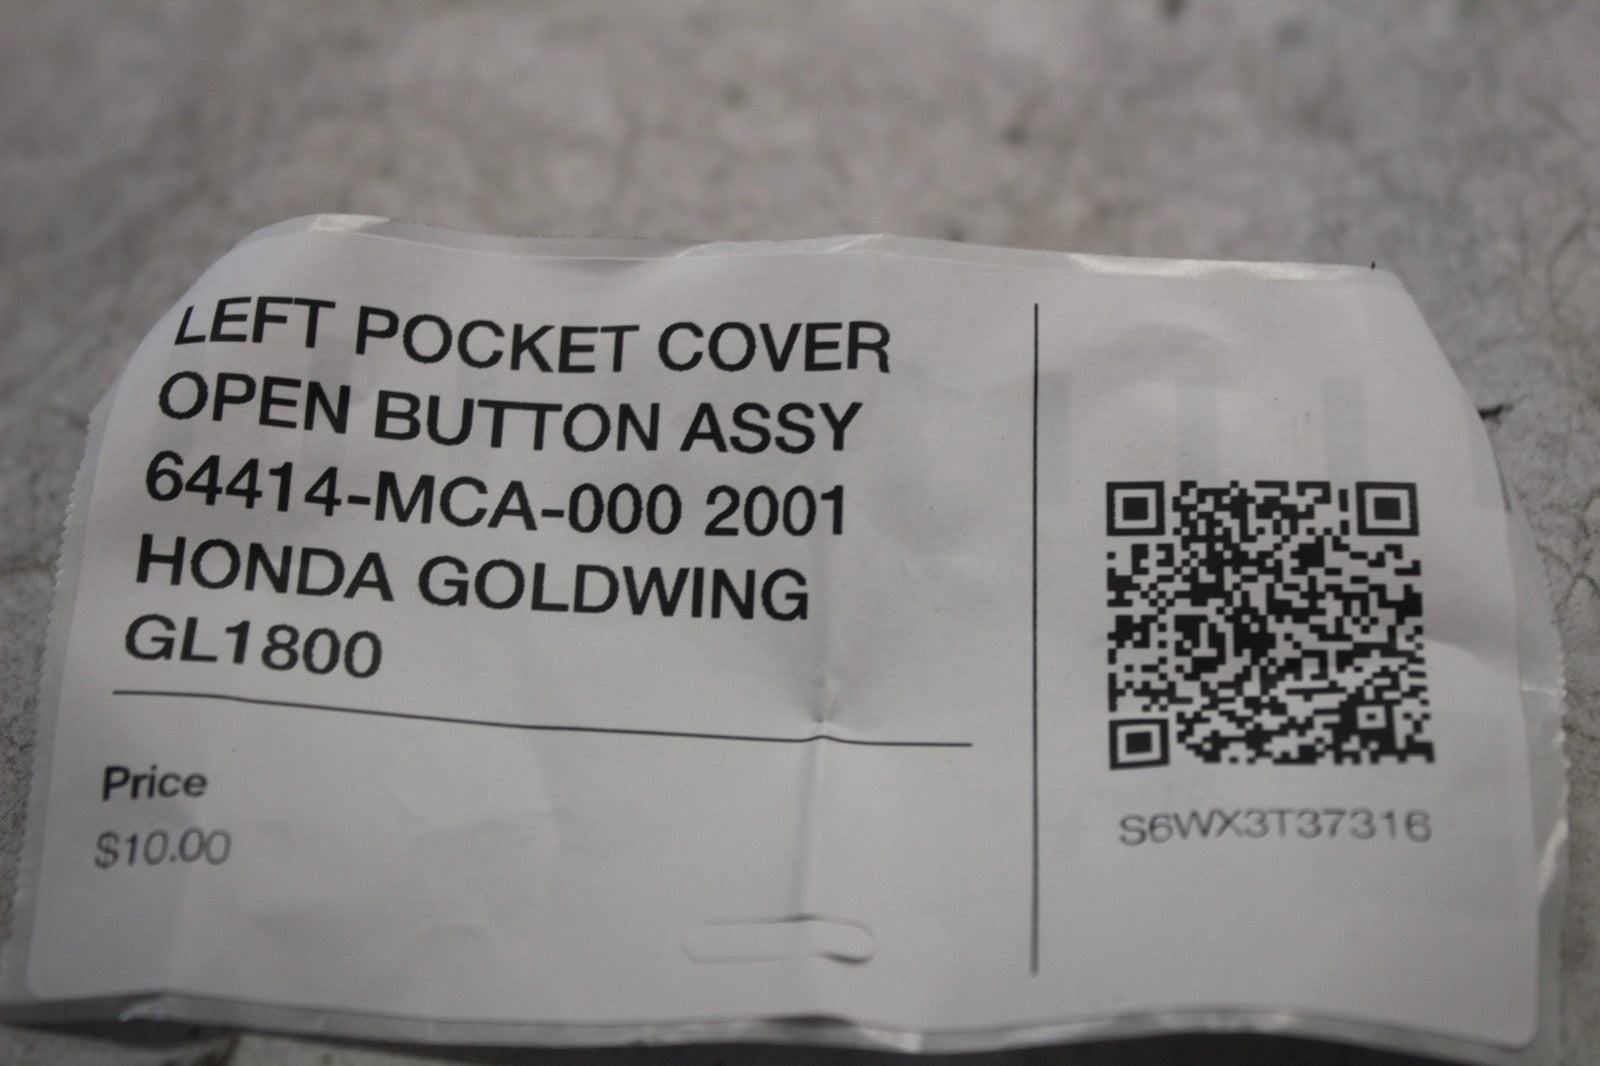 LEFT POCKET COVER
OPEN BUTTON ASSY
64414-MCA-000 2001
HONDA GOLDWING
GL1800
Price
$10.00
S6WX3T37316